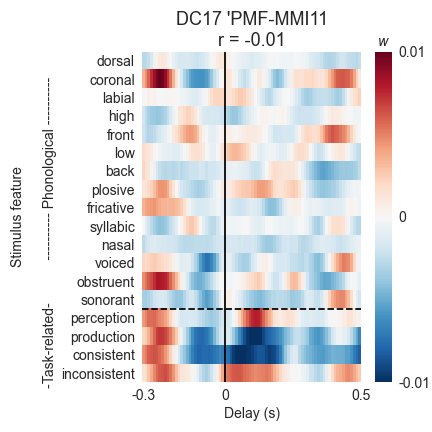 DC17 'PMF-MMI11
r = -0.01
w
dorsal
coronal
labial
high
front
low
back
plosive
fricative
syllabic
nasal
voiced
obstruent
sonorant
perception
production
consistent
inconsistent
Stimulus feature
-Task-related- ---------- Phonological ----------
0.01
0
-0.01
-0.3 0 0.5
Delay (s)